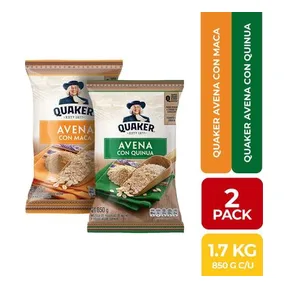 QUAKER
AVENA
CON MACA
QUAKER
AVENA
CON QUINUA
850 g
QUAKER AVENA CON MACA
QUAKER AVENA CON QUINUA
2
PACK
1.7 KG
850 G C/U